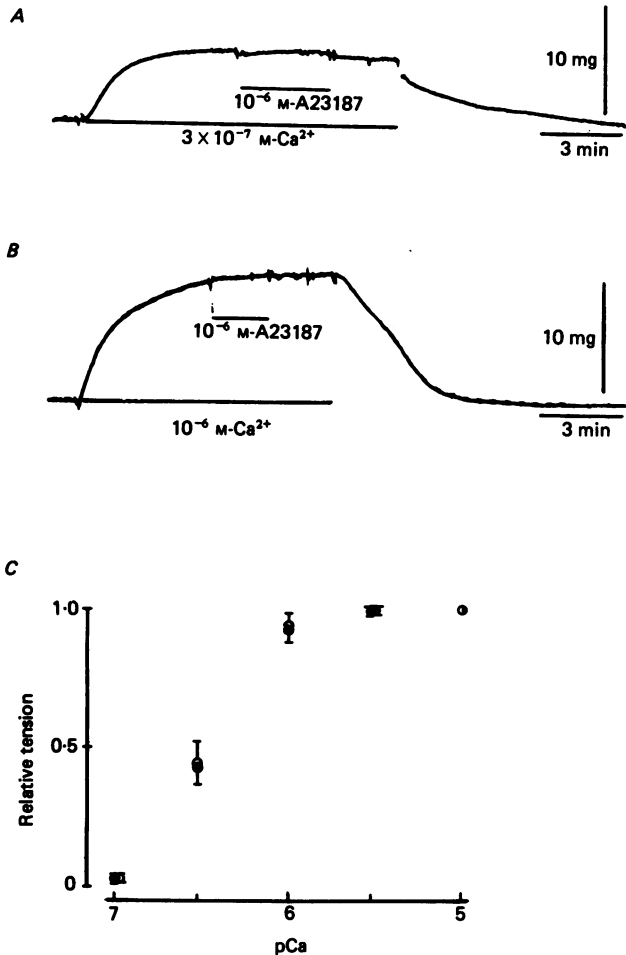 A
10 mg
10⁻⁶ M-A23187
3 × 10⁻⁷ M-Ca²⁺
3 min
B
10 mg
10⁻⁶ M-A23187
10⁻⁶ M-Ca²⁺
3 min
C
1·0
0·5
0
Relative tension
7
6
5
pCa